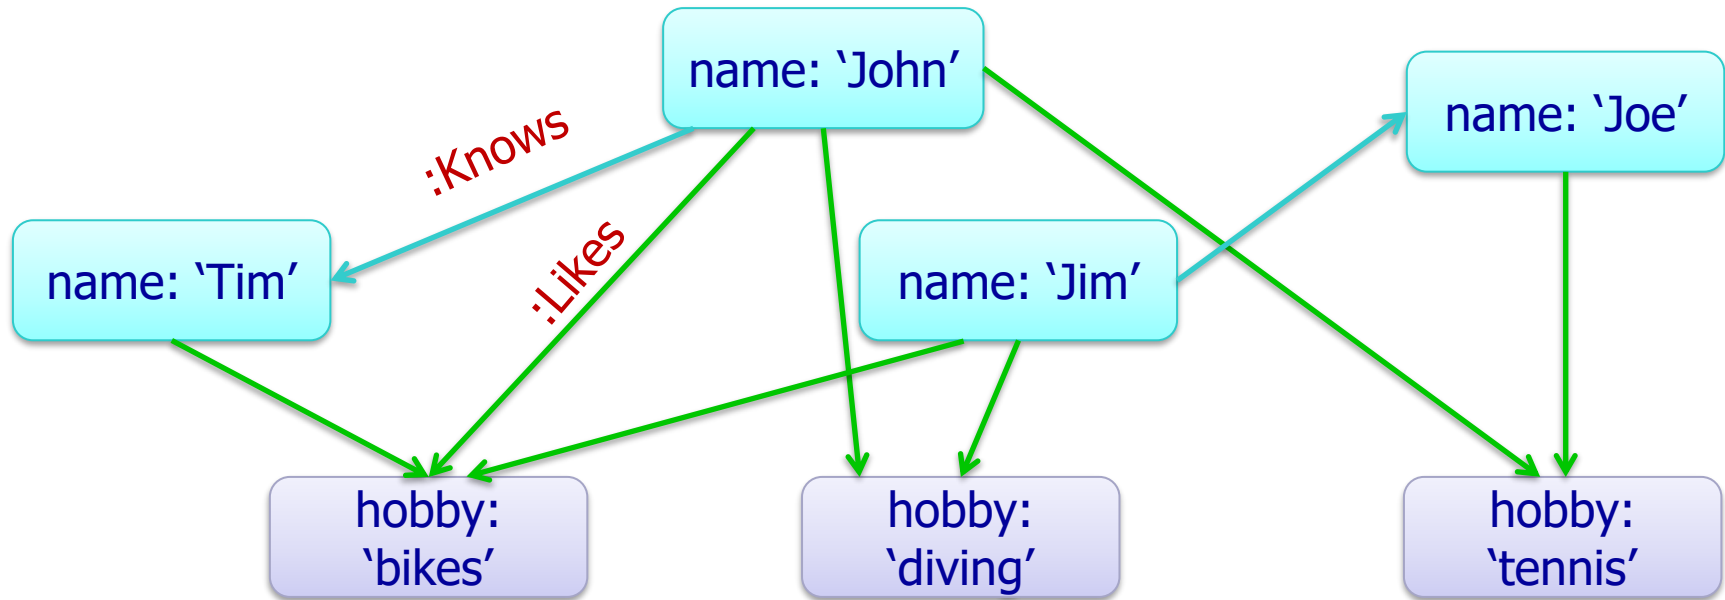 name: ‘John’
name: ‘Joe’
:Knows
name: ‘Tim’
:Likes
name: ‘Jim’
hobby:
‘bikes’
hobby:
‘diving’
hobby:
‘tennis’